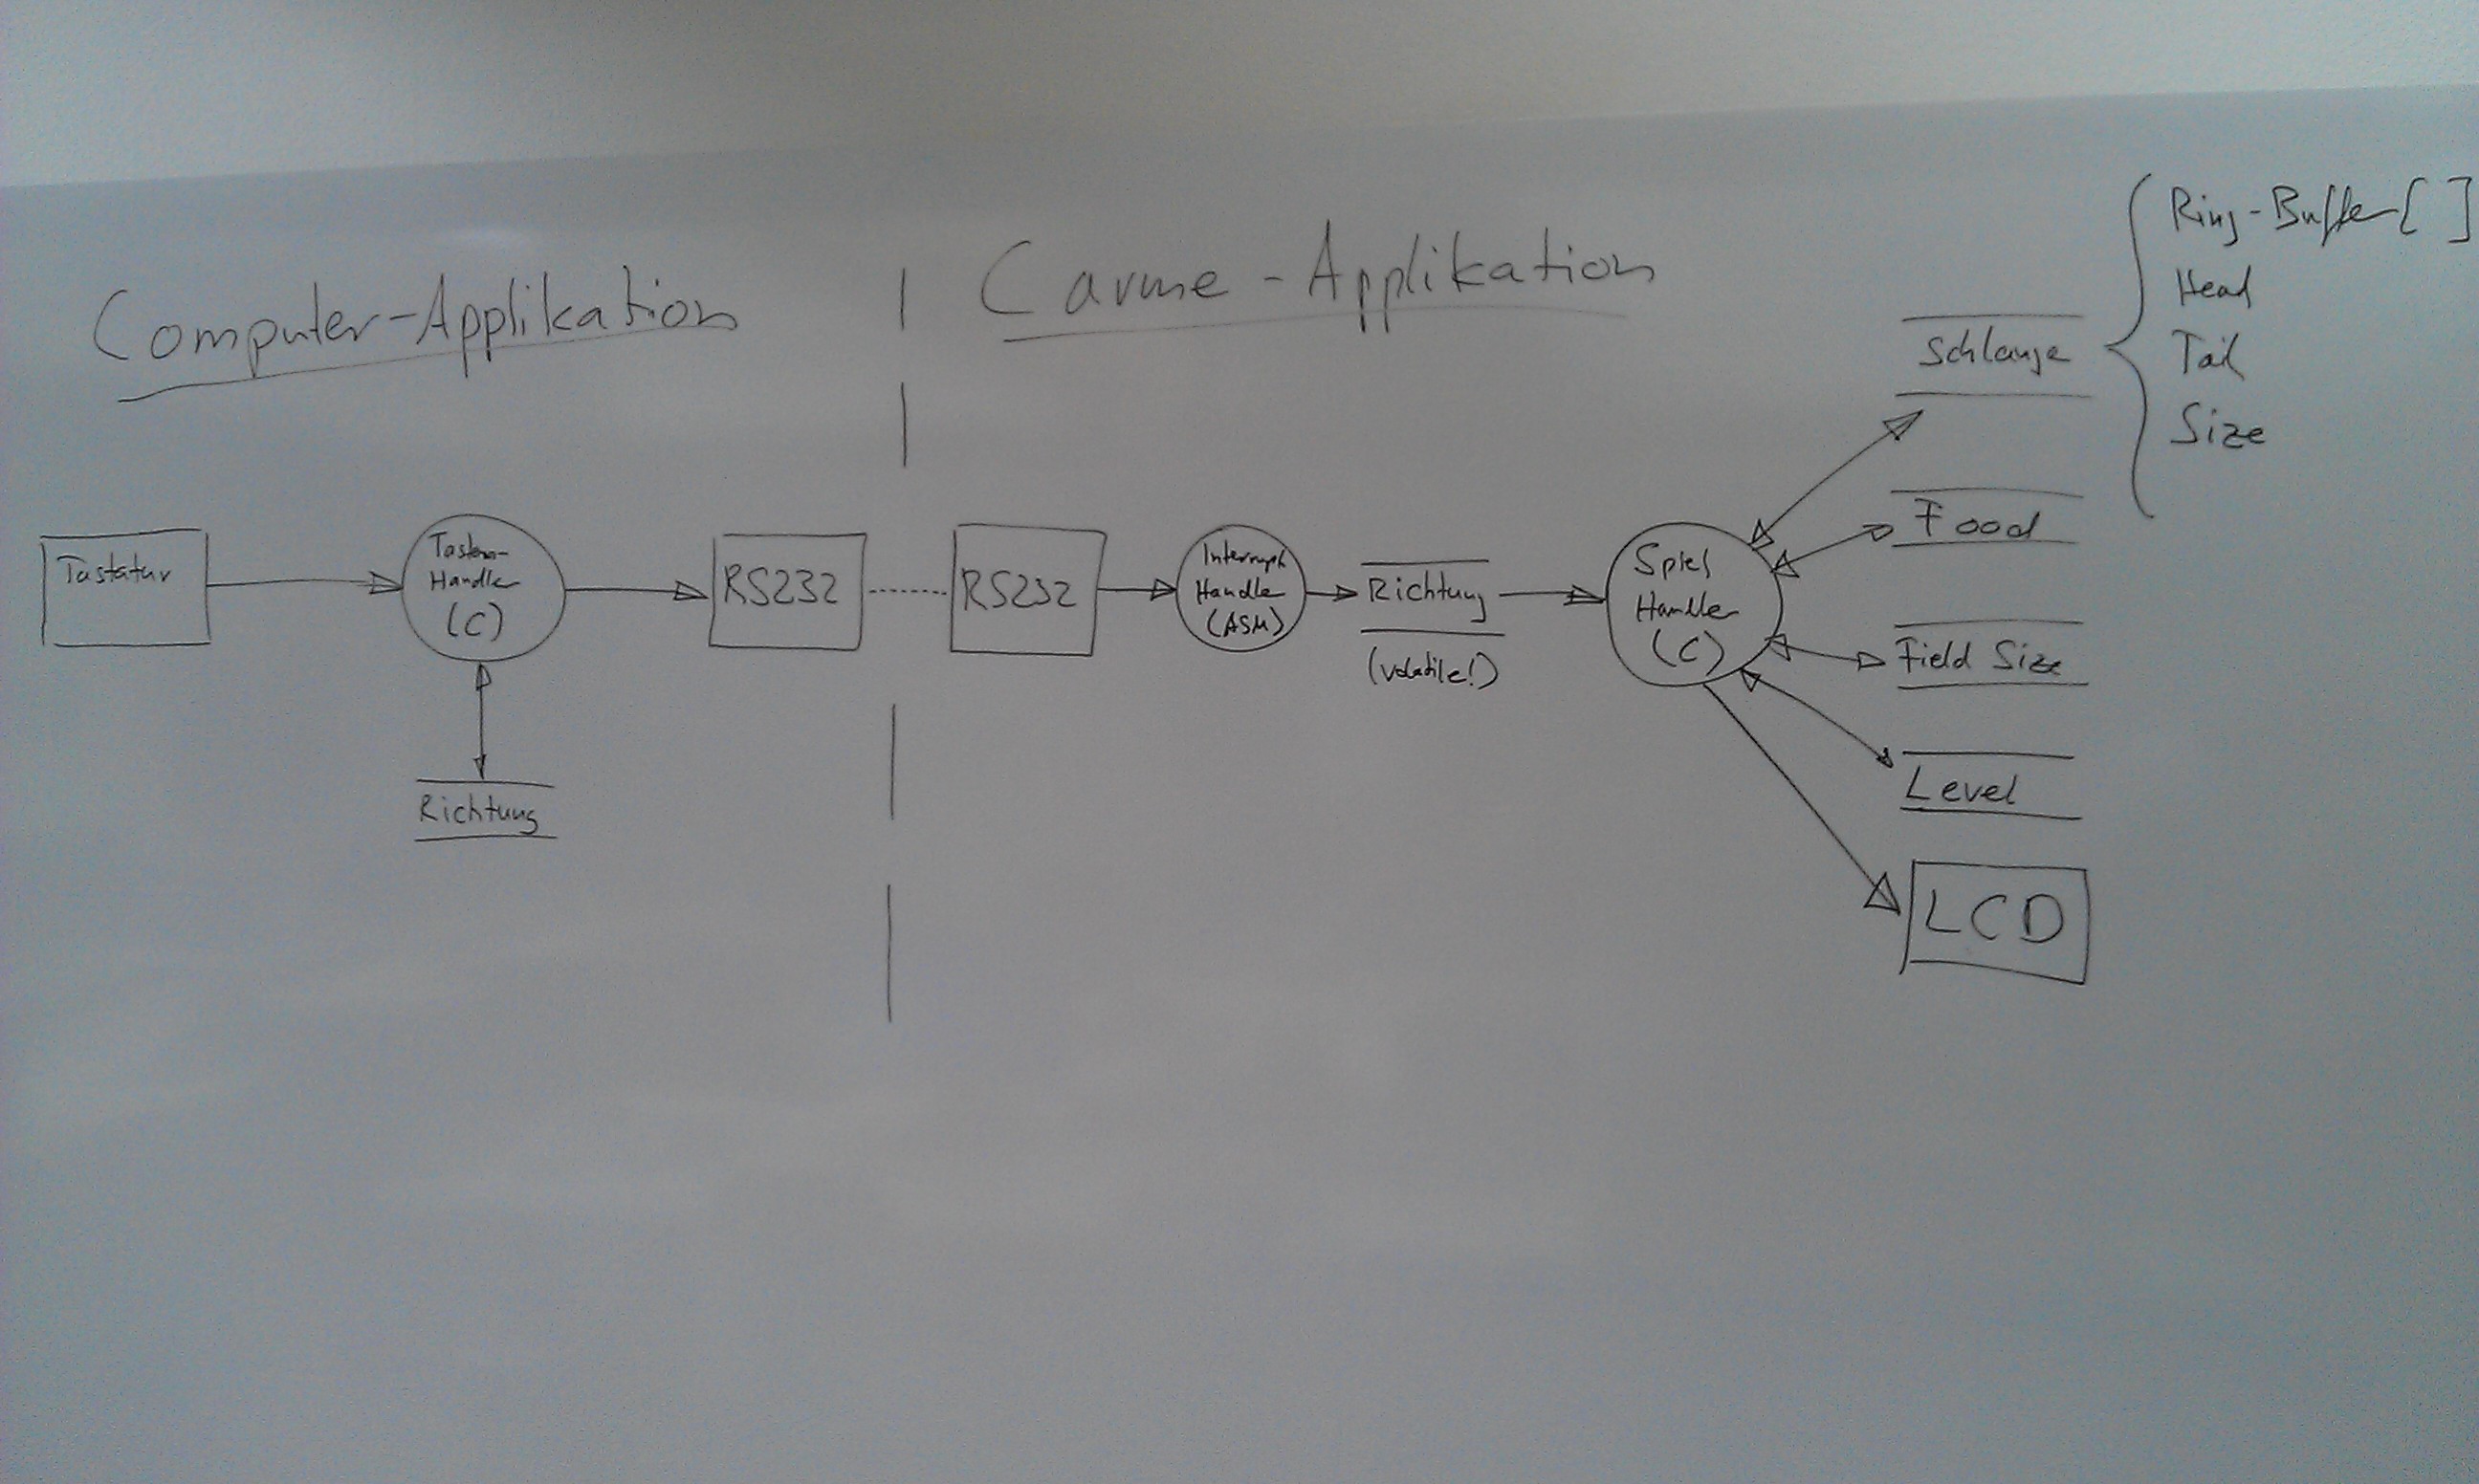 Computer-Applikation
Carme-Applikation
Ring-Buffer[ ]
Head
Tail
Size
Schlange
Food
Field Size
Level
LCD
Tastatur
Tasten-
Handler
(C)
Richtung
RS232
RS232
Interrupt
Handler
(ASM)
Richtung
(volatile!)
Spiel
Handler
(C)